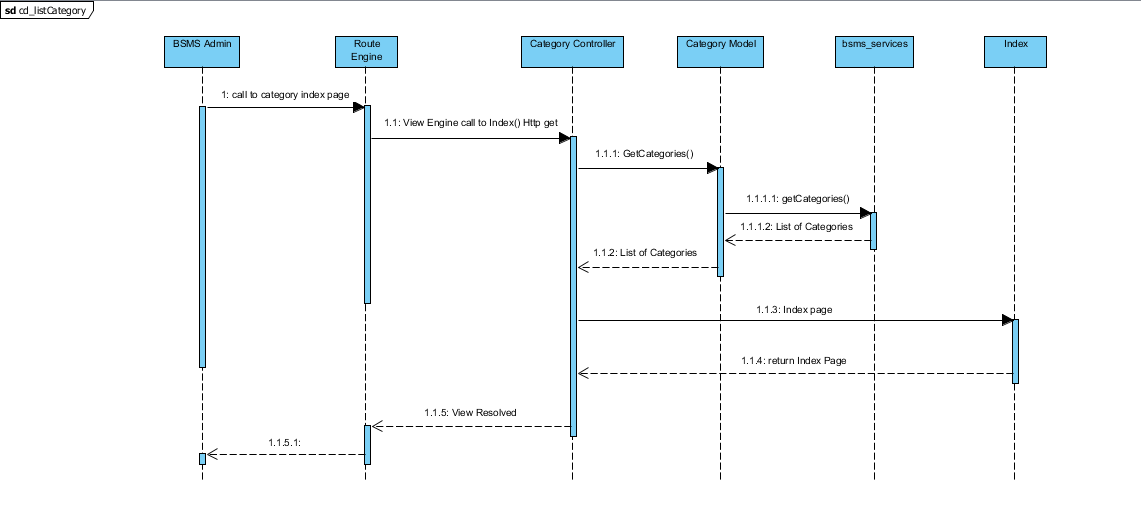 sd cd_listCategory
BSMS Admin
Route
Engine
Category Controller
Category Model
bsms_services
Index
1: call to category index page
1.1: View Engine call to Index() Http get
1.1.1: GetCategories()
1.1.1.1: getCategories()
1.1.1.2: List of Categories
1.1.2: List of Categories
1.1.3: Index page
1.1.4: return Index Page
1.1.5: View Resolved
1.1.5.1: